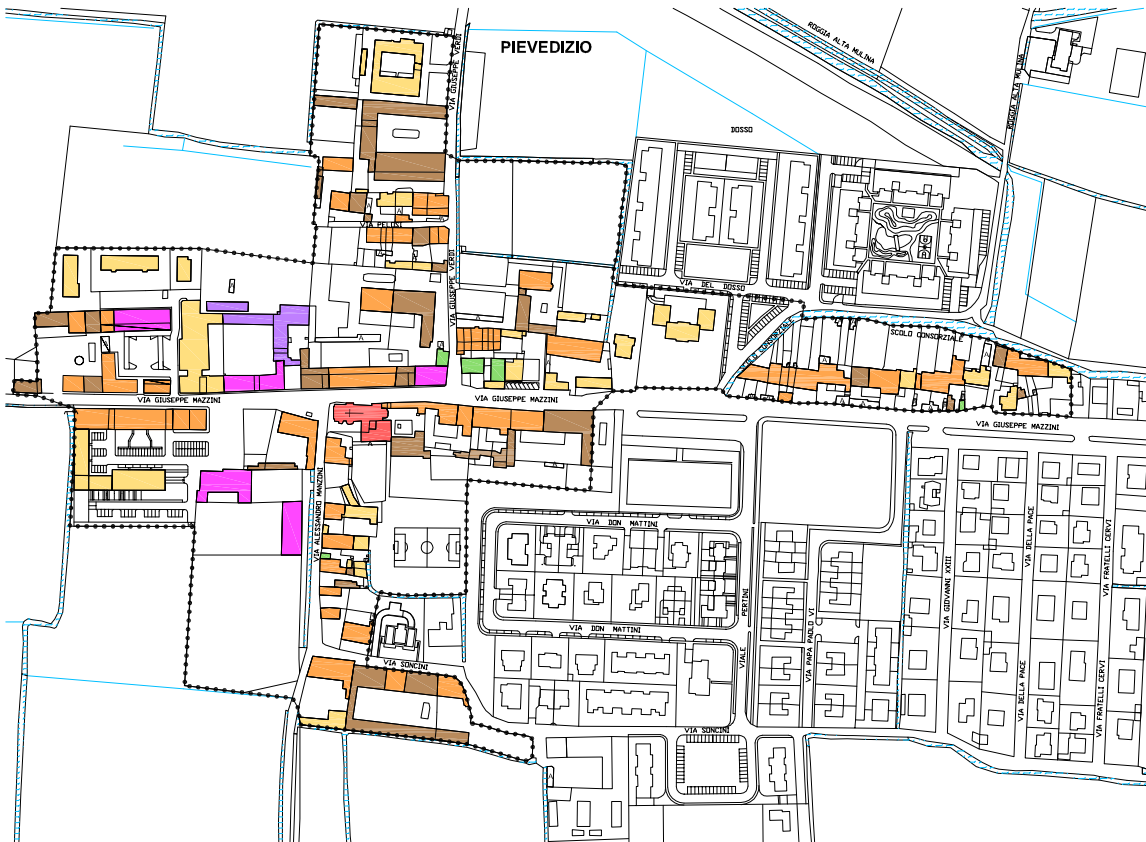 PIEVEDIZIO
ROGGIA ALTA MULINA
ROGGIA ALTA MULINA
VIA GIUSEPPE VERDI
DOSSO
VIA PELUSI
VIA GIUSEPPE VERDI
VIA DEL DOSSO
SCOLO CONSORZIALE
SCOLO CONSORZIALE
VIA GIUSEPPE MAZZINI
VIA GIUSEPPE MAZZINI
VIA GIUSEPPE MAZZINI
VIA ALESSANDRO MANZONI
VIA DON MATTINI
VIA DON MATTINI
VIALE PERTINI
VIA PAPA PAOLO VI
VIA GIOVANNI XXIII
VIA DELLA PACE
VIA DELLA PACE
VIA FRATELLI CERVI
VIA FRATELLI CERVI
VIA SONCINI
VIA SONCINI